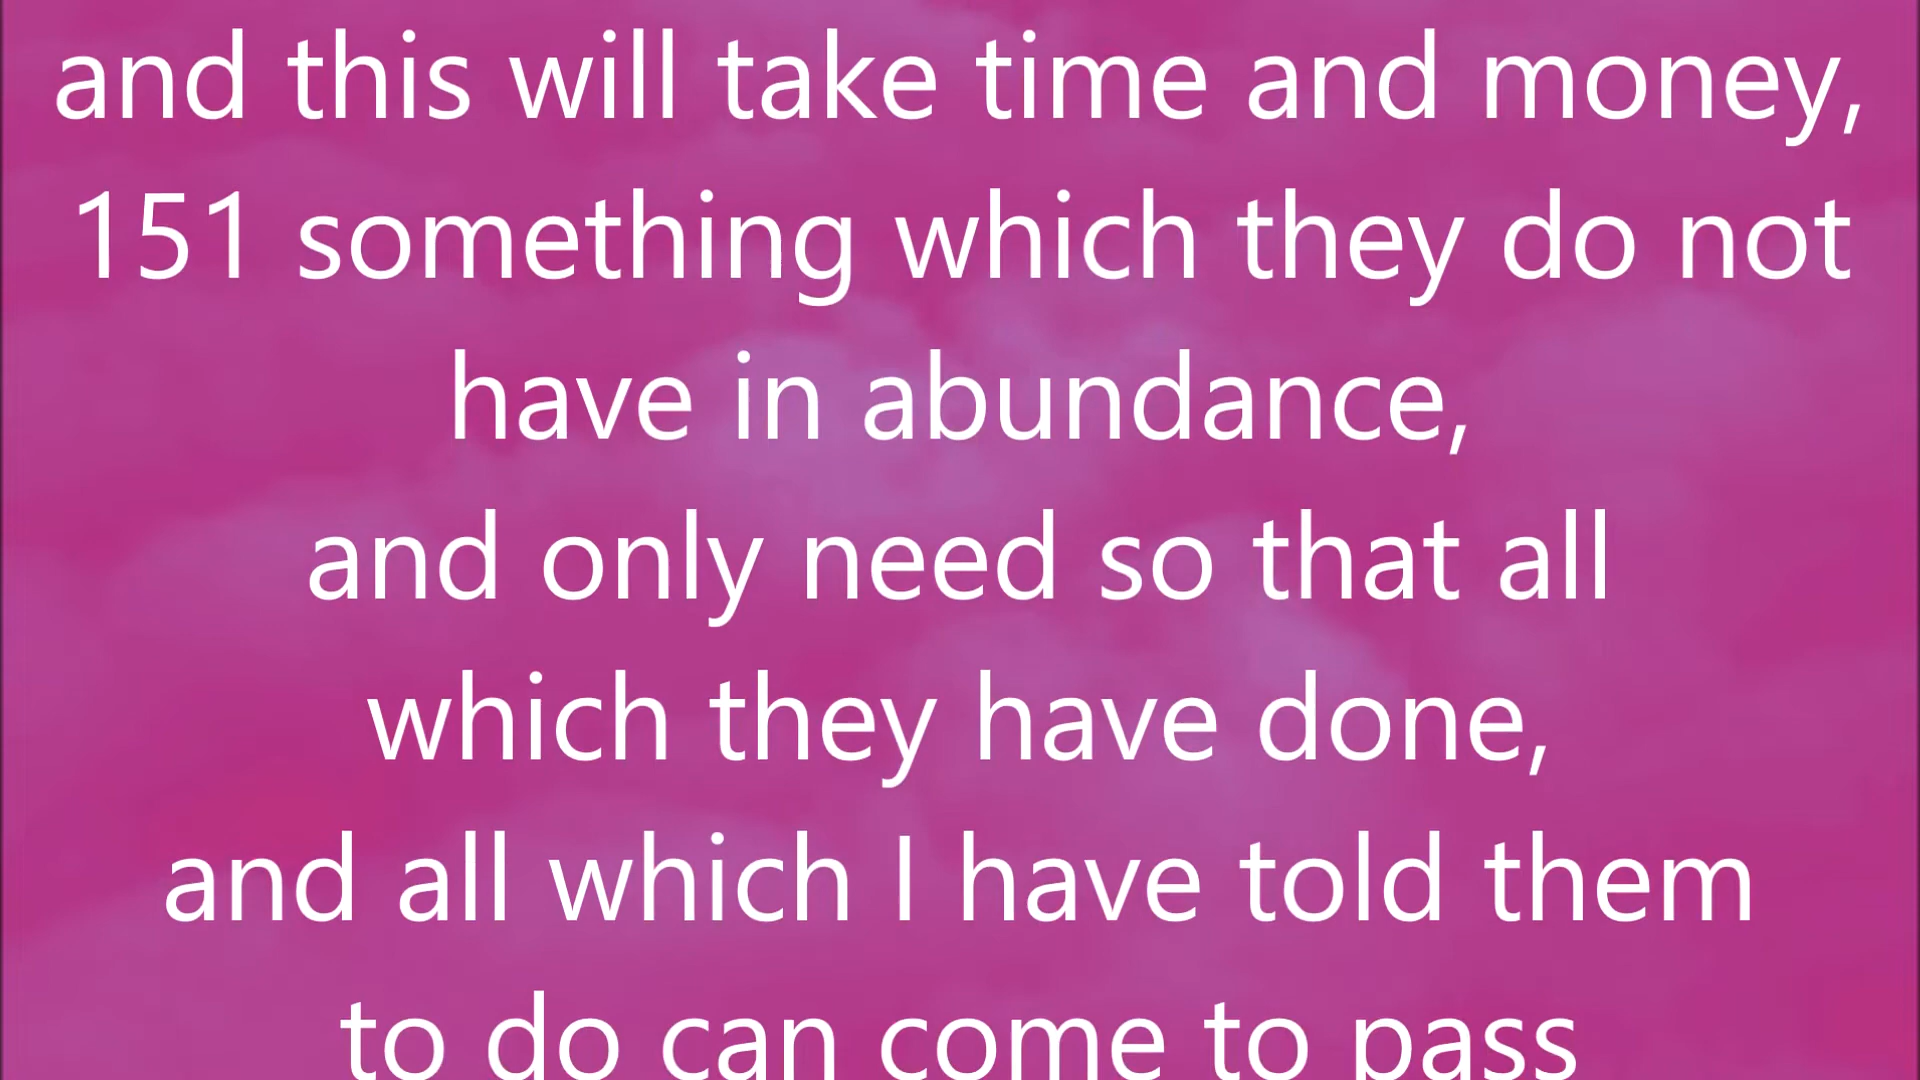 and this will take time and money,
151 something which they do not
have in abundance,
and only need so that all
which they have done,
and all which I have told them
to do can come to pass